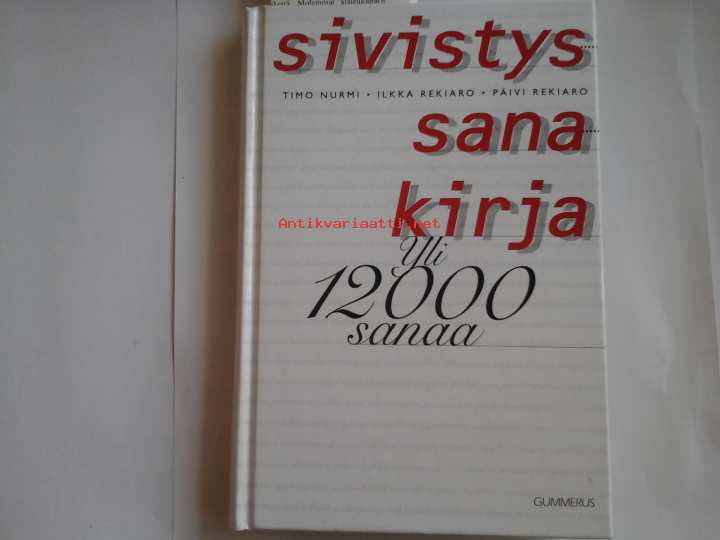 sivistys
TIMO NURMI • ILKKA REKIARO • PÄIVI REKIARO
sana
kirja
Antikvariaatti.net
Yli
12000
sanaa
GUMMERUS